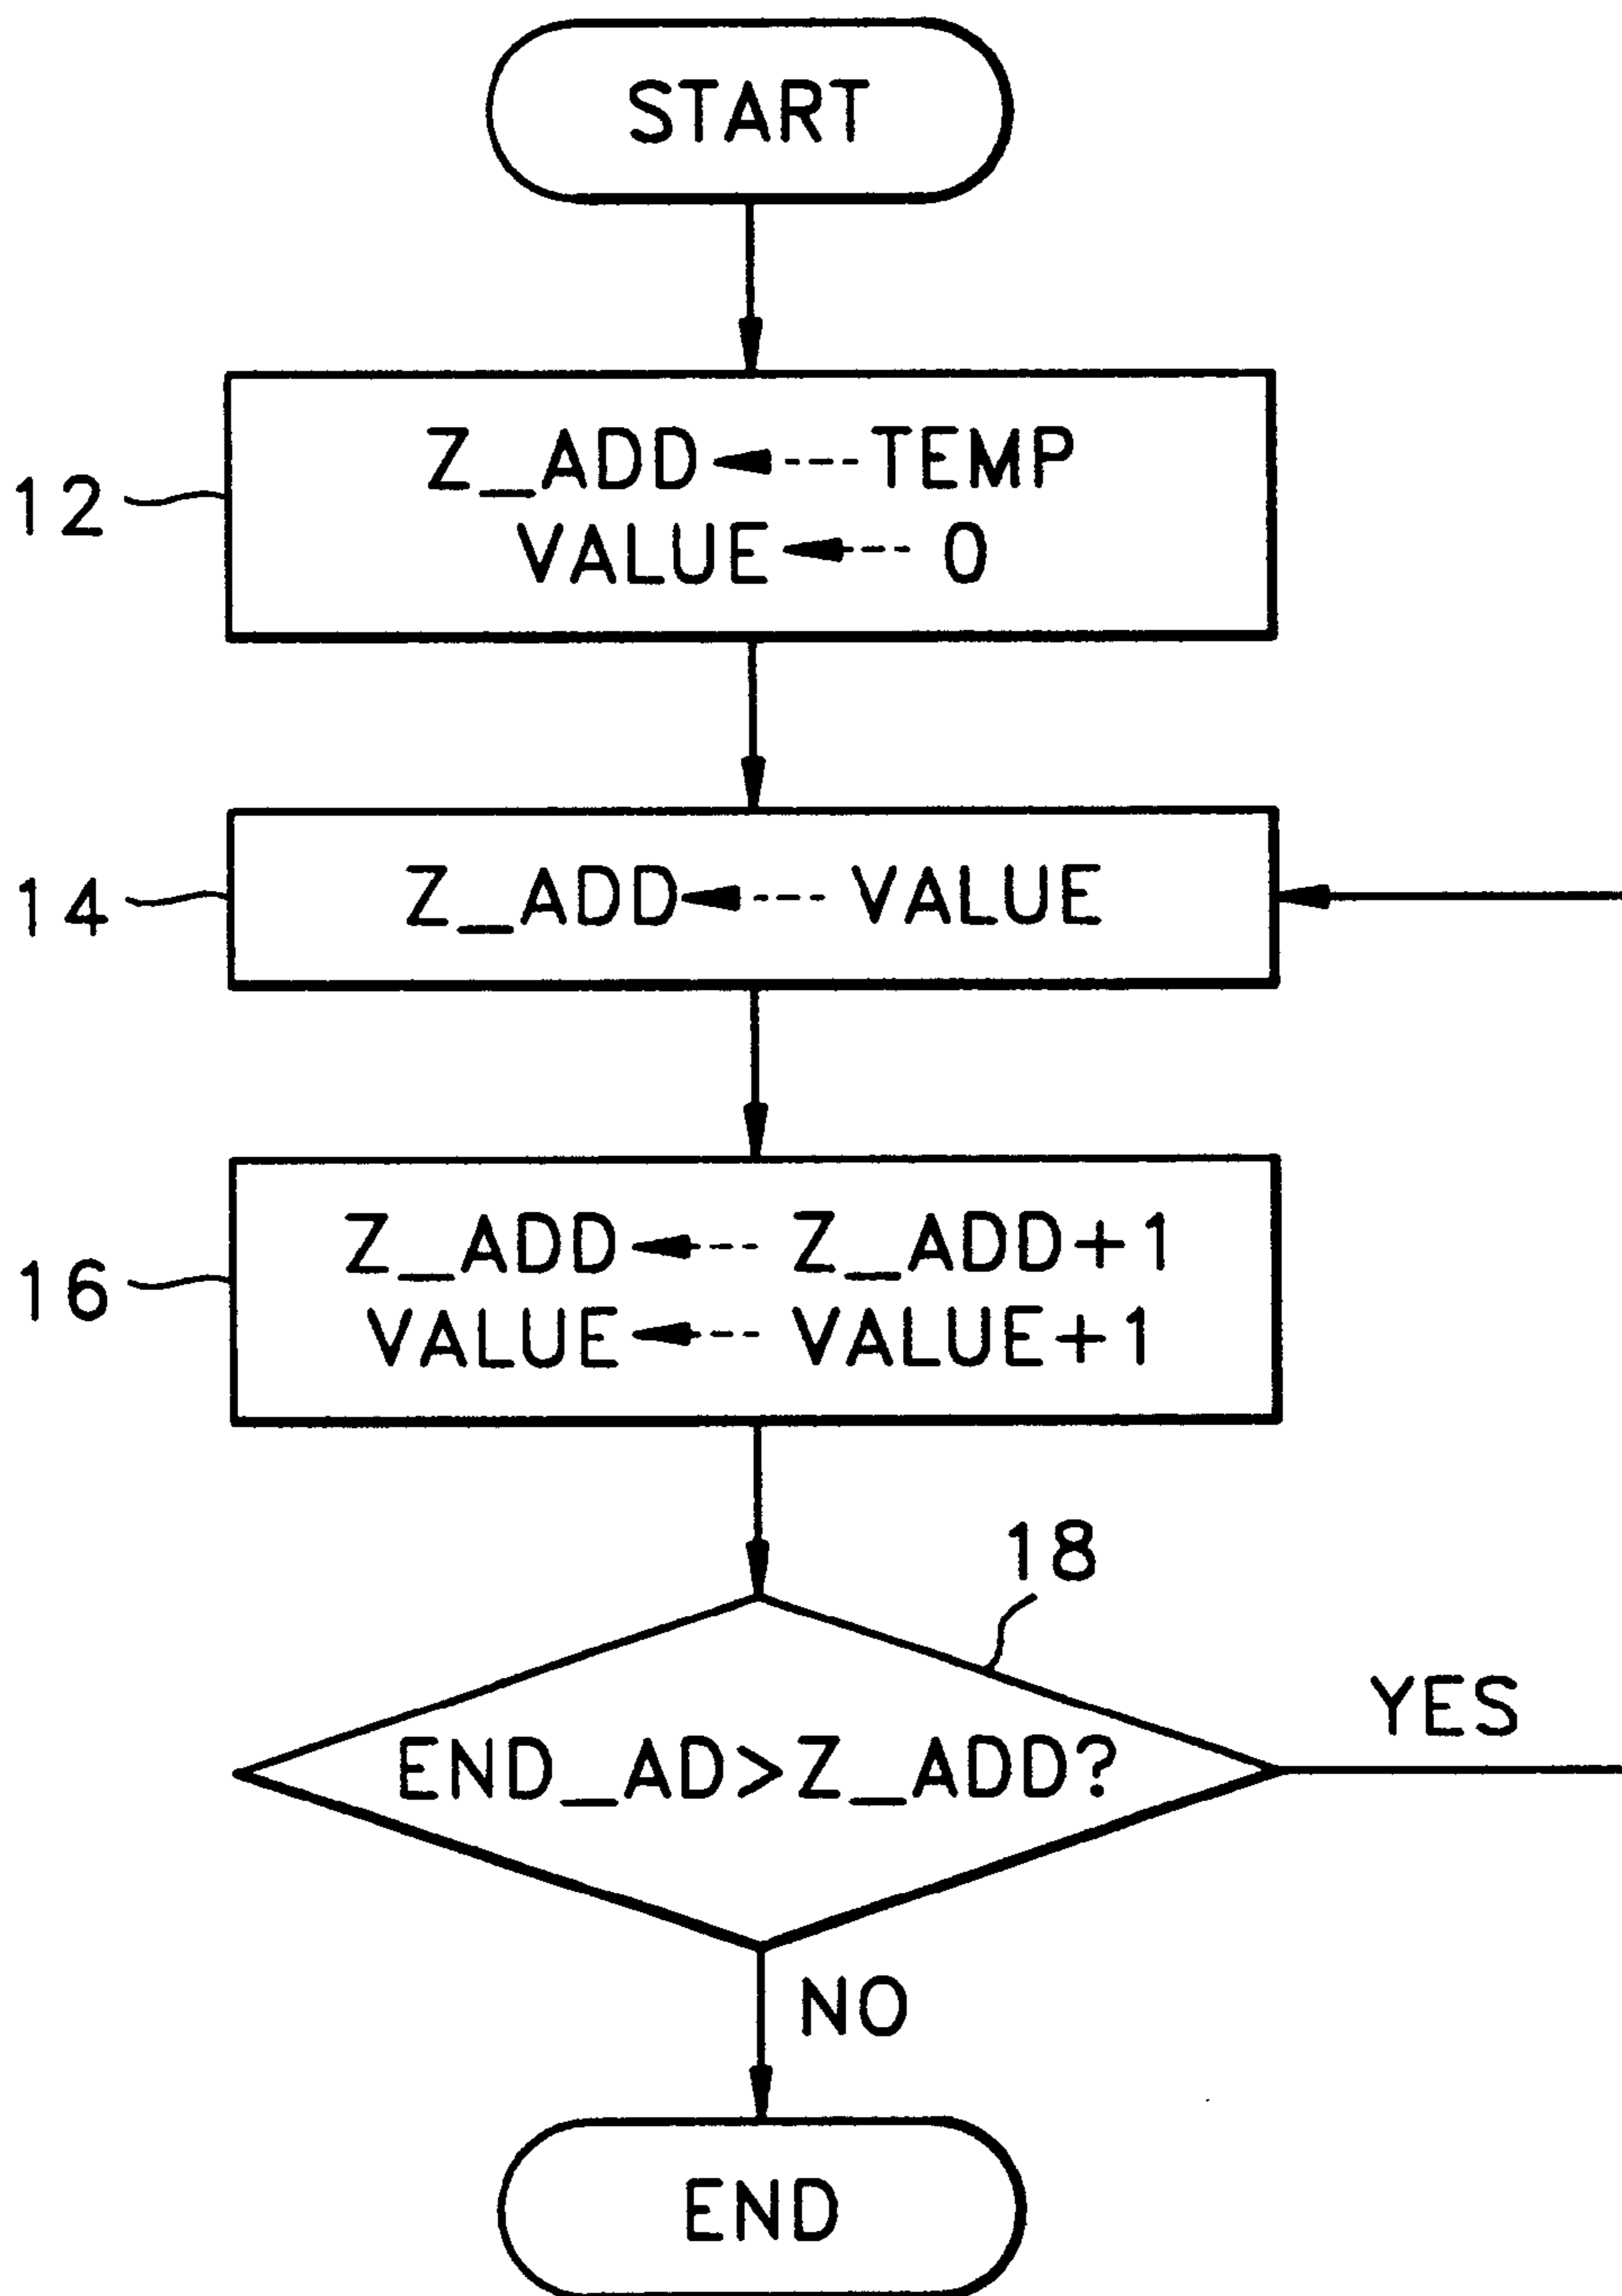 START
12
Z_ADD◄---TEMP
VALUE◄--- 0
14
Z_ADD◄--- VALUE
16
Z_ADD◄--- Z_ADD+1
VALUE◄--- VALUE+1
18
END_AD>Z_ADD?
YES
NO
END